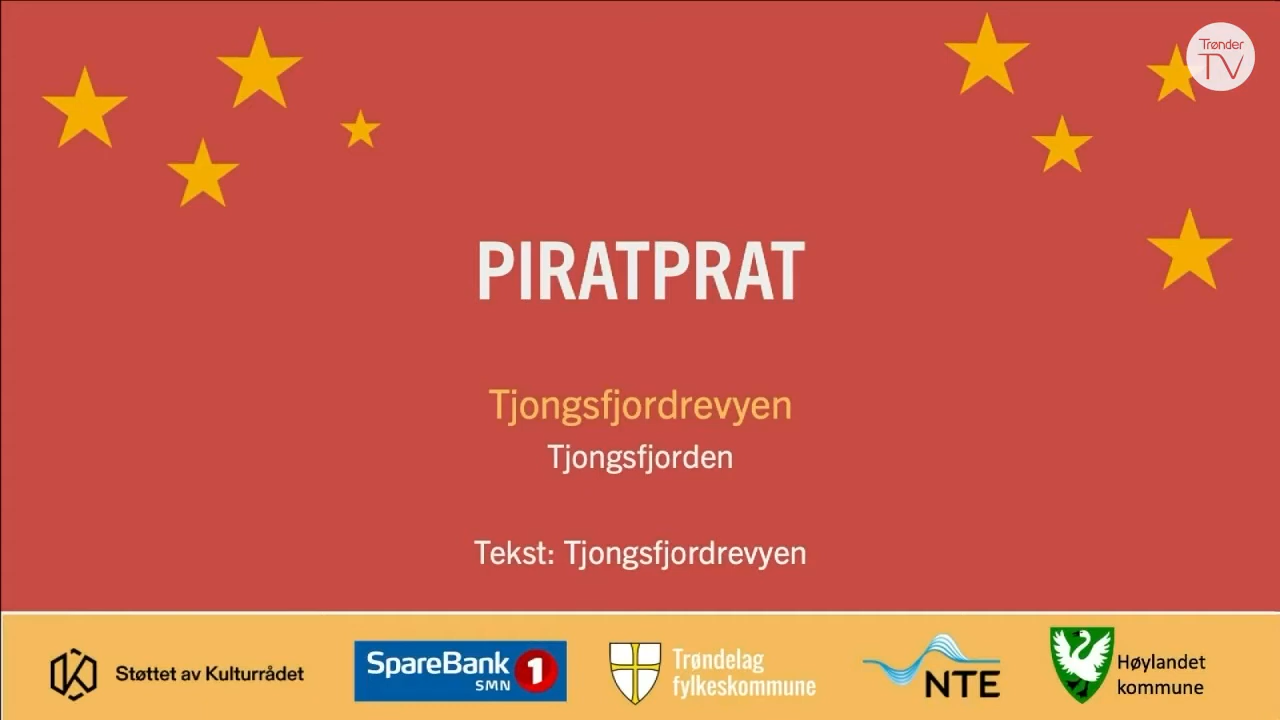 Trønder
TV
PIRATPRAT
Tjongsfjordrevyen
Tjongsfjorden
Tekst: Tjongsfjordrevyen
Støttet av Kulturrådet
SpareBank 1
SMN
Trøndelag
fylkeskommune
NTE
Høylandet
kommune